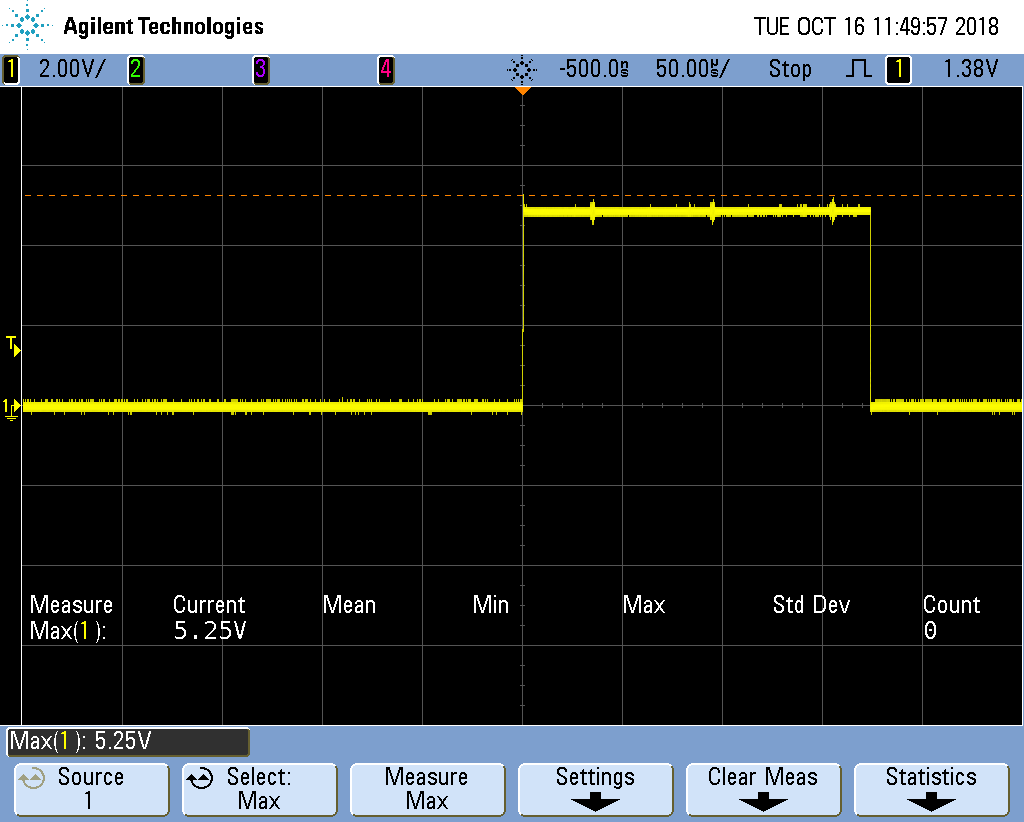 Agilent Technologies TUE OCT 16 11:49:57 2018
1 2.00V/ 2 3 4 -500.0ns 50.00us/ Stop 1 1.38V
T
1
Measure Current Mean Min Max Std Dev Count
Max(1): 5.25V 0
Max(1): 5.25V
Source Select: Measure Settings Clear Meas Statistics
1 Max Max